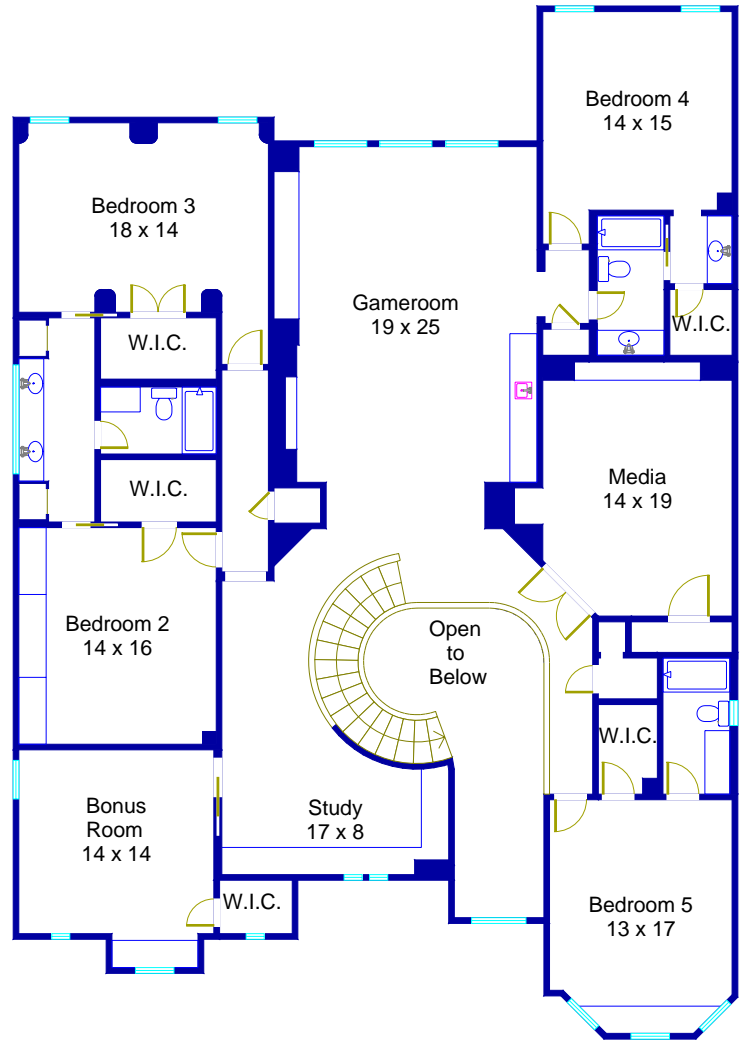 Bedroom 4
14 x 15
Bedroom 3
18 x 14
Gameroom
19 x 25
W.I.C.
W.I.C.
W.I.C.
Media
14 x 19
Bedroom 2
14 x 16
Open
to
Below
W.I.C.
Bonus
Room
14 x 14
Study
17 x 8
W.I.C.
Bedroom 5
13 x 17